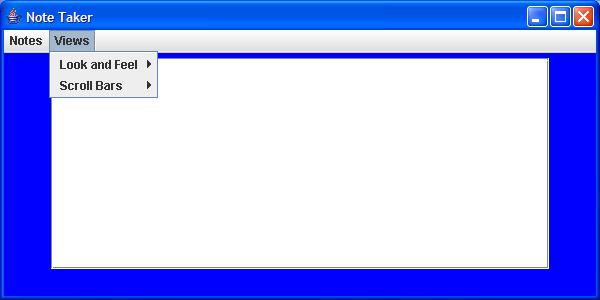 Note Taker
Notes Views
Look and Feel
Scroll Bars